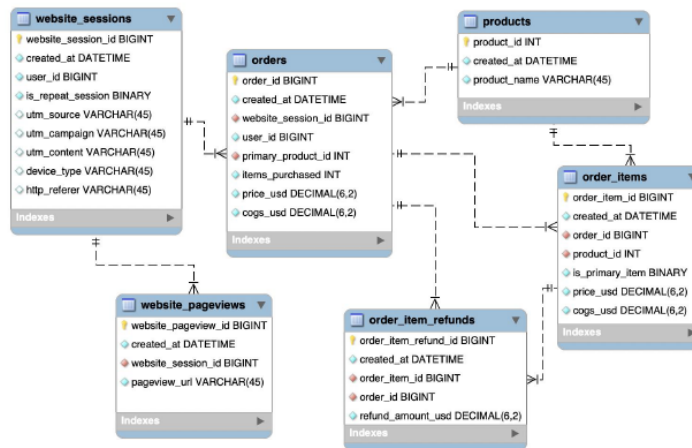 website_sessions
website_session_id BIGINT
created_at DATETIME
user_id BIGINT
is_repeat_session BINARY
utm_source VARCHAR(45)
utm_campaign VARCHAR(45)
utm_content VARCHAR(45)
device_type VARCHAR(45)
http_referer VARCHAR(45)
Indexes
orders
order_id BIGINT
created_at DATETIME
website_session_id BIGINT
user_id BIGINT
primary_product_id INT
items_purchased INT
price_usd DECIMAL(6,2)
cogs_usd DECIMAL(6,2)
Indexes
products
product_id INT
created_at DATETIME
product_name VARCHAR(45)
Indexes
order_items
order_item_id BIGINT
created_at DATETIME
order_id BIGINT
product_id INT
is_primary_item BINARY
price_usd DECIMAL(6,2)
cogs_usd DECIMAL(6,2)
Indexes
website_pageviews
website_pageview_id BIGINT
created_at DATETIME
website_session_id BIGINT
pageview_url VARCHAR(45)
Indexes
order_item_refunds
order_item_refund_id BIGINT
created_at DATETIME
order_item_id BIGINT
order_id BIGINT
refund_amount_usd DECIMAL(6,2)
Indexes